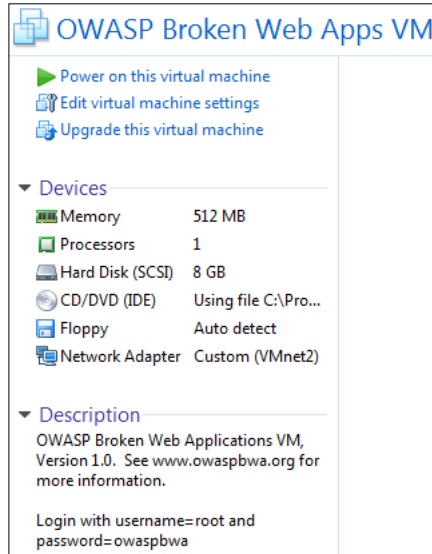 OWASP Broken Web Apps VM
Power on this virtual machine
Edit virtual machine settings
Upgrade this virtual machine
Devices
Memory 512 MB
Processors 1
Hard Disk (SCSI) 8 GB
CD/DVD (IDE) Using file C:\Pro...
Floppy Auto detect
Network Adapter Custom (VMnet2)
Description
OWASP Broken Web Applications VM,
Version 1.0. See www.owaspbwa.org for
more information.
Login with username=root and
password=owaspbwa